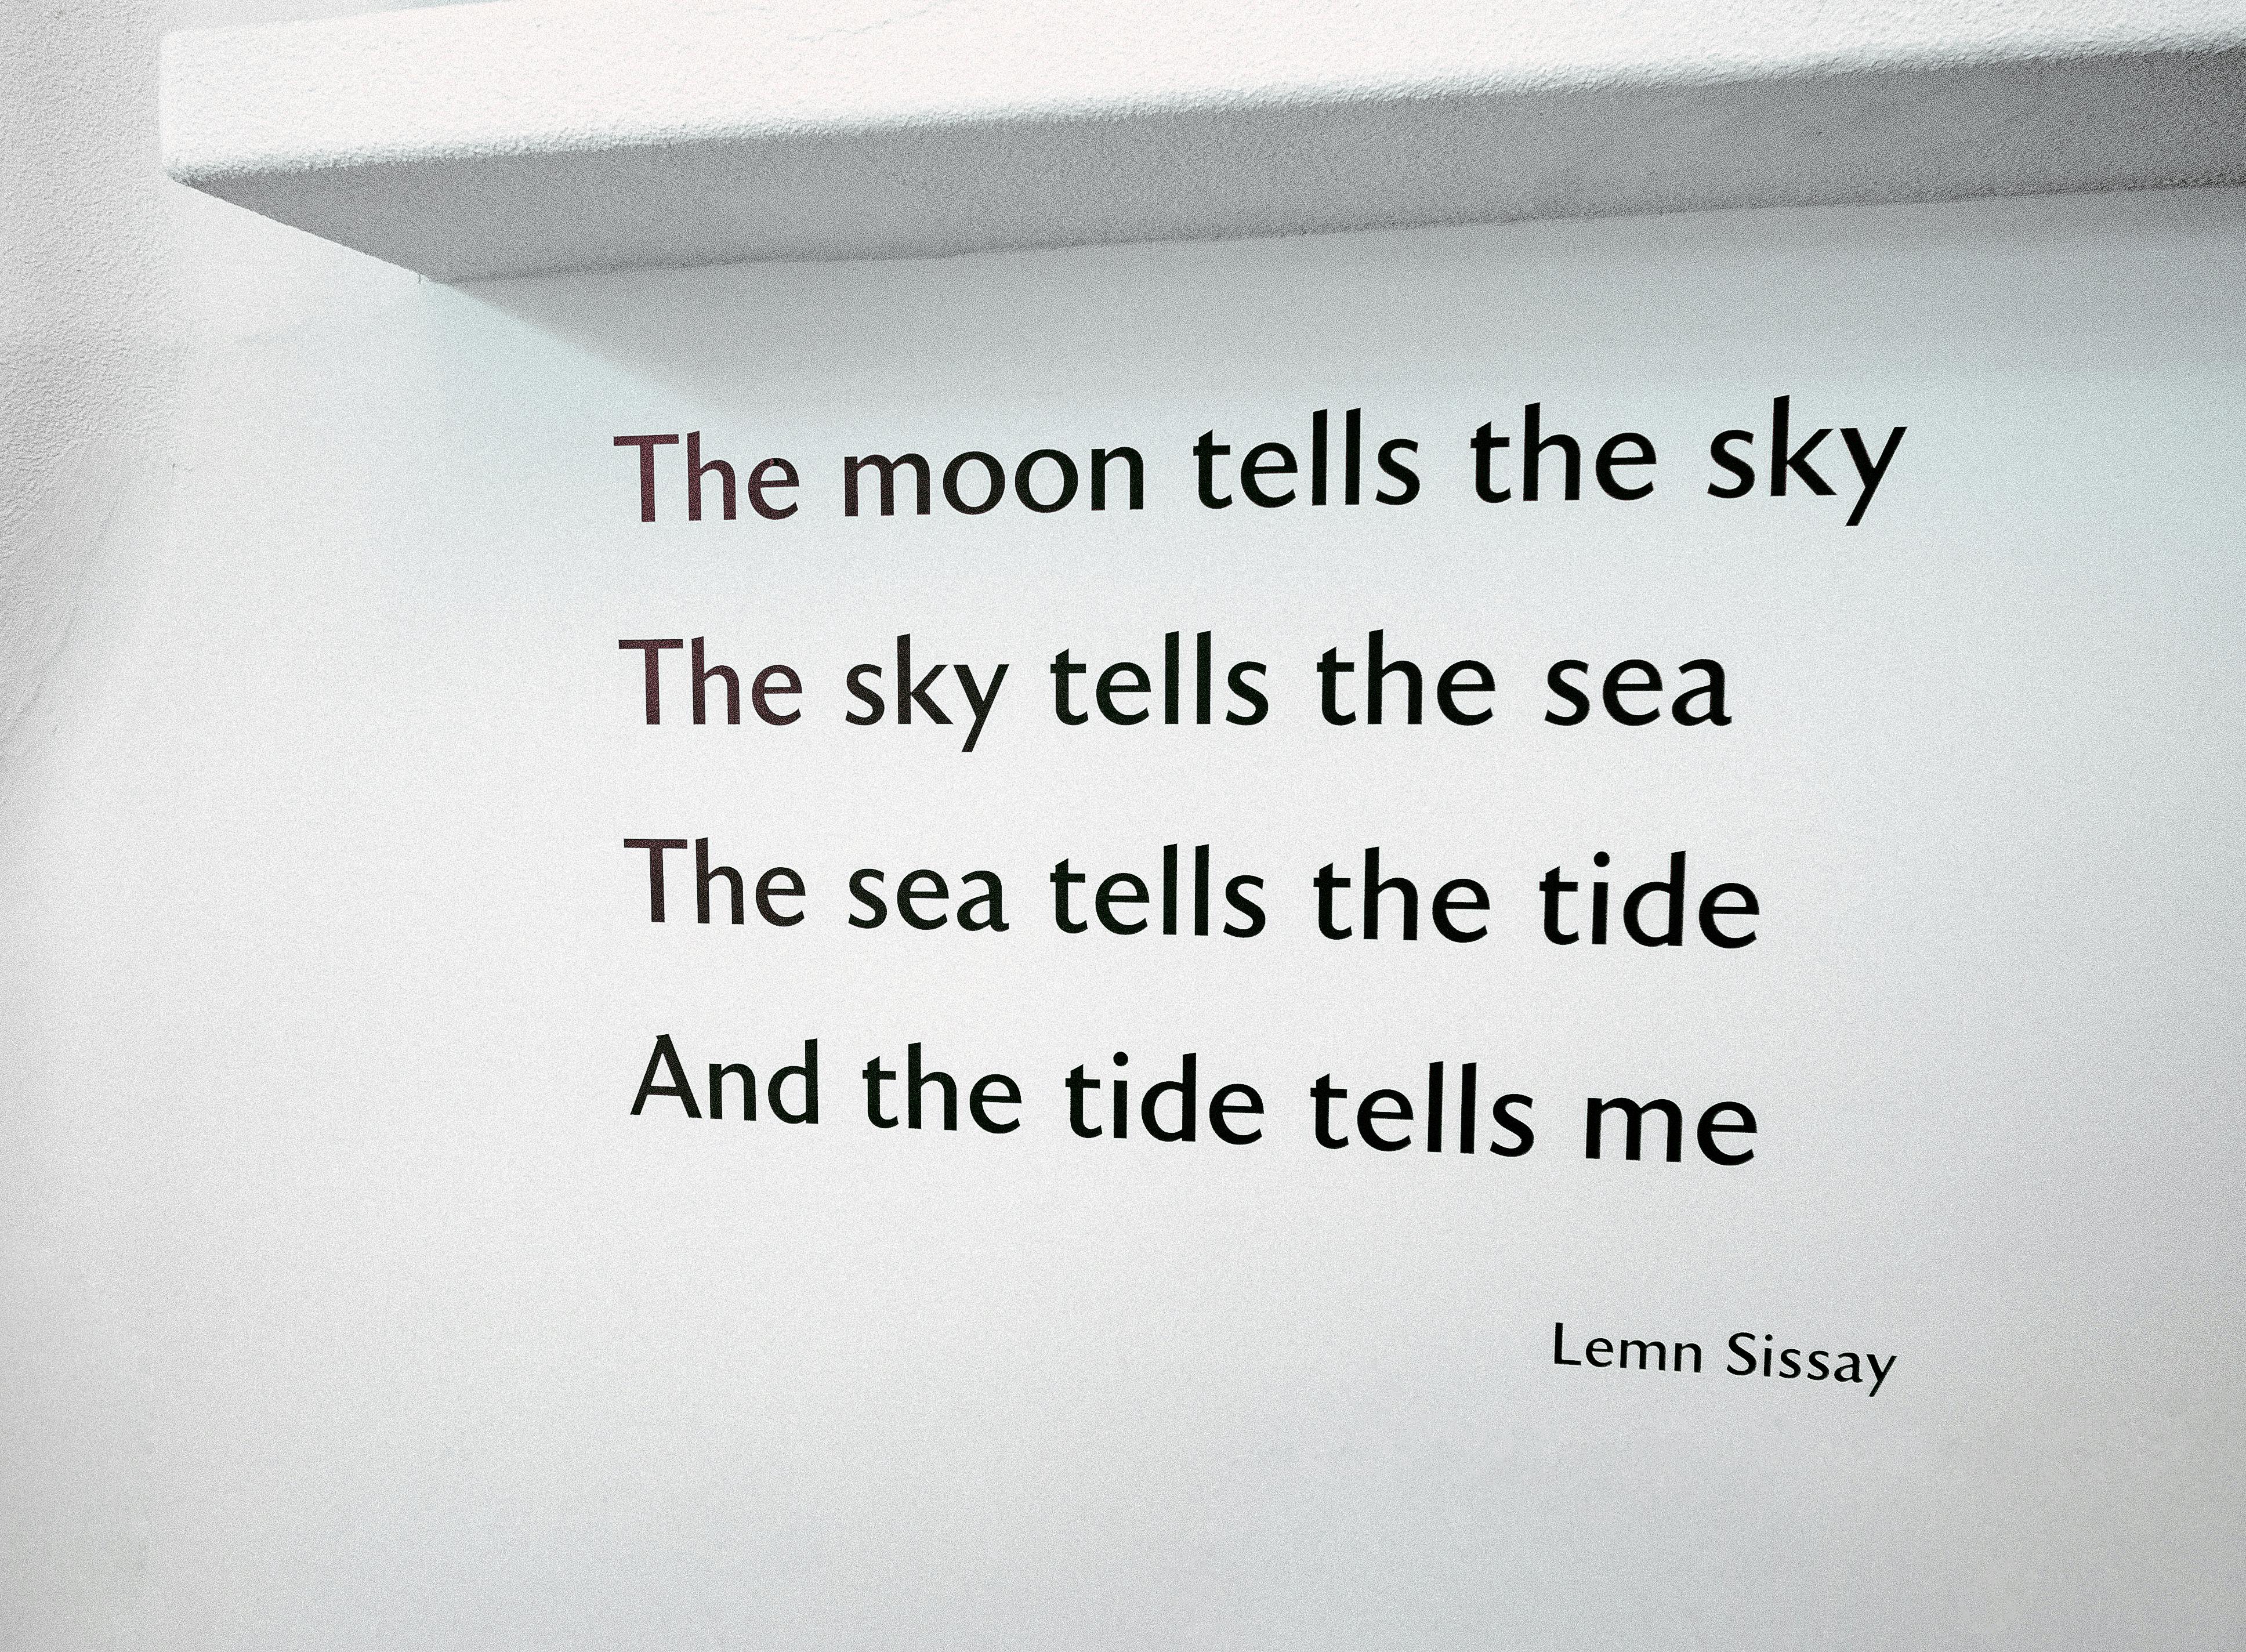 The moon tells the sky
The sky tells the sea
The sea tells the tide
And the tide tells me
Lemn Sissay